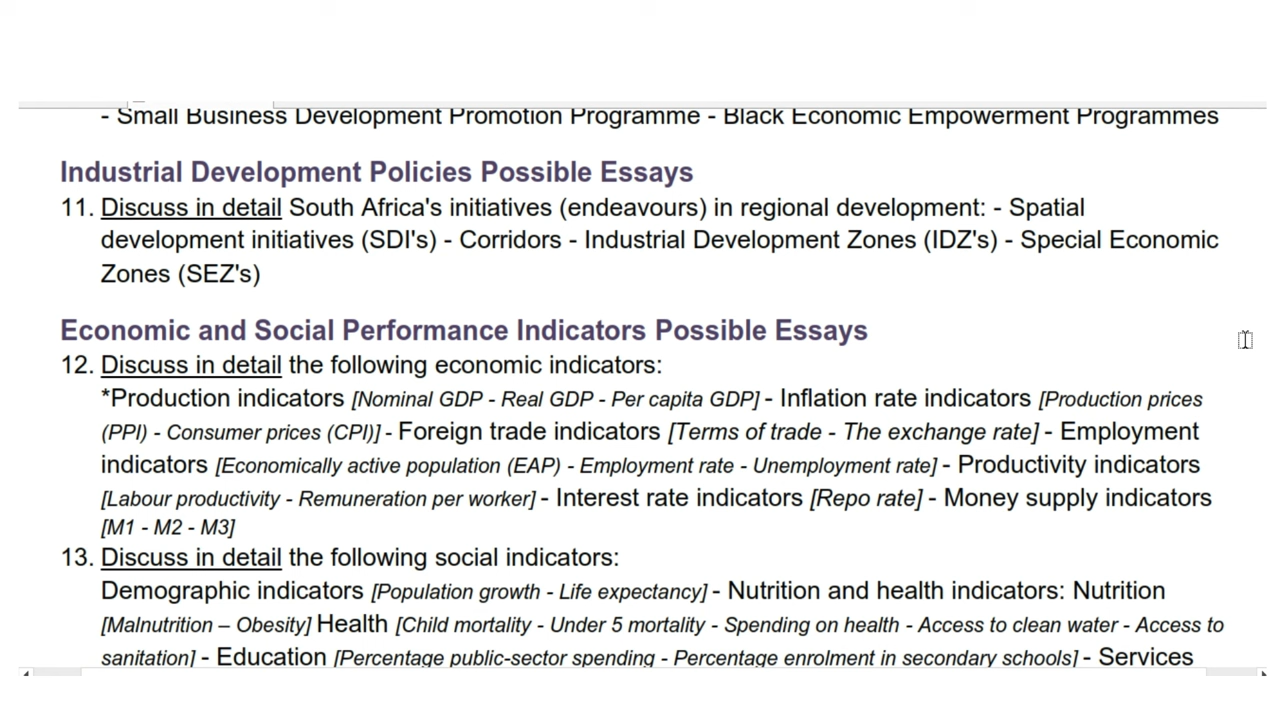 - Small Business Development Promotion Programme - Black Economic Empowerment Programmes
Industrial Development Policies Possible Essays
11. Discuss in detail South Africa's initiatives (endeavours) in regional development: - Spatial
development initiatives (SDI's) - Corridors - Industrial Development Zones (IDZ's) - Special Economic
Zones (SEZ's)
Economic and Social Performance Indicators Possible Essays
12. Discuss in detail the following economic indicators:
*Production indicators [Nominal GDP - Real GDP - Per capita GDP] - Inflation rate indicators [Production prices
(PPI) - Consumer prices (CPI)] - Foreign trade indicators [Terms of trade - The exchange rate] - Employment
indicators [Economically active population (EAP) - Employment rate - Unemployment rate] - Productivity indicators
[Labour productivity - Remuneration per worker] - Interest rate indicators [Repo rate] - Money supply indicators
[M1 - M2 - M3]
13. Discuss in detail the following social indicators:
Demographic indicators [Population growth - Life expectancy] - Nutrition and health indicators: Nutrition
[Malnutrition – Obesity] Health [Child mortality - Under 5 mortality - Spending on health - Access to clean water - Access to
sanitation] - Education [Percentage public-sector spending - Percentage enrolment in secondary schools] - Services